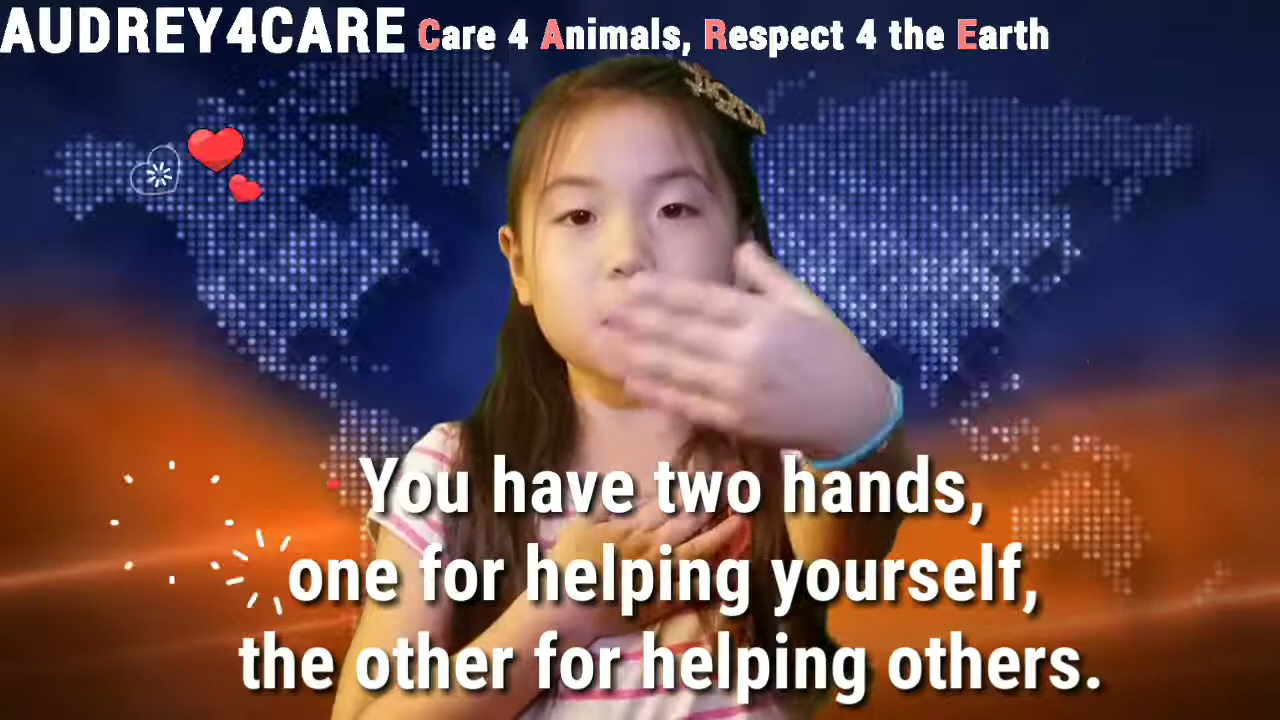 AUDREY4CARE Care 4 Animals, Respect 4 the Earth
You have two hands,
one for helping yourself,
the other for helping others.